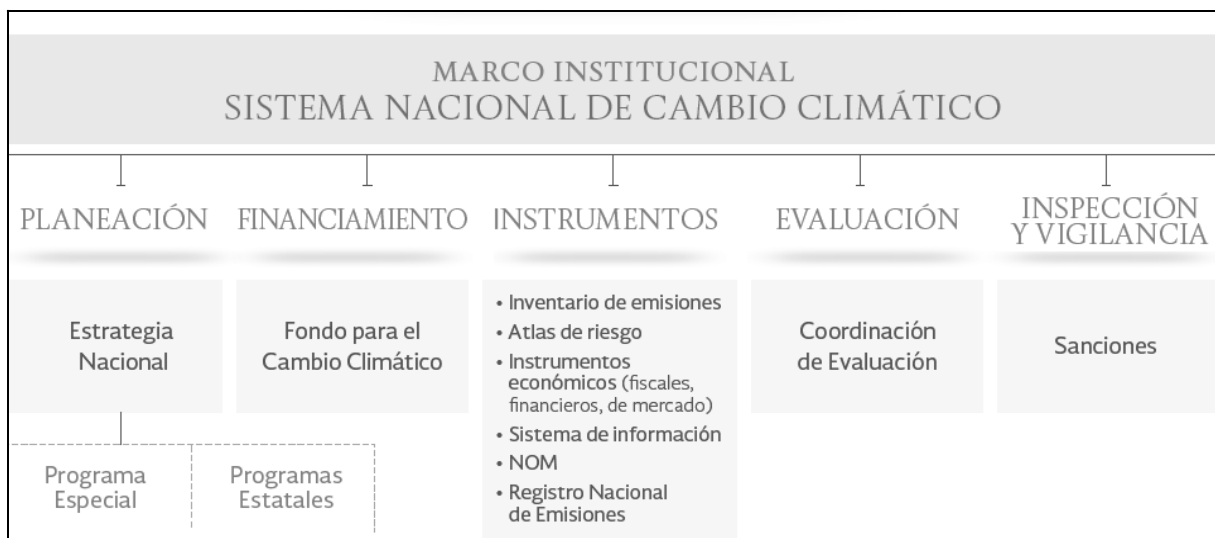 MARCO INSTITUCIONAL
SISTEMA NACIONAL DE CAMBIO CLIMÁTICO
PLANEACIÓN
FINANCIAMIENTO
INSTRUMENTOS
EVALUACIÓN
INSPECCIÓN
Y VIGILANCIA
Estrategia
Nacional
Fondo para el
Cambio Climático
• Inventario de emisiones
• Atlas de riesgo
• Instrumentos
económicos (fiscales,
financieros, de mercado)
• Sistema de información
• NOM
• Registro Nacional
de Emisiones
Coordinación
de Evaluación
Sanciones
Programa
Especial
Programas
Estatales